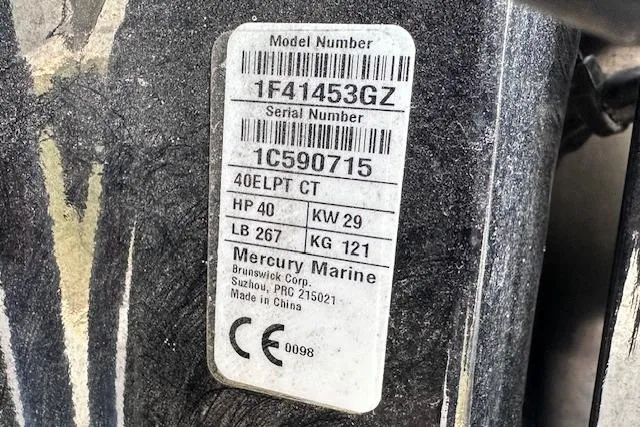 Model Number
1F41453GZ
Serial Number
1C590715
40ELPT CT
HP 40 KW 29
LB 267 KG 121
Mercury Marine
Brunswick Corp.
Suzhou, PRC 215021
Made in China
CE 0098